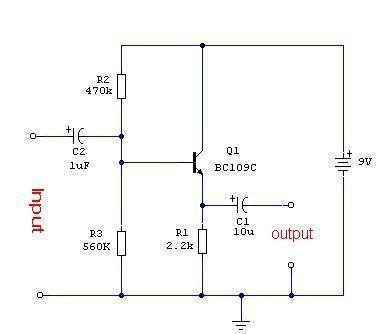 R2
470k
+
C2
1uF
Q1
BC109C
+
9V
Input
R3
560K
R1
2.2k
+
C1
10u
output